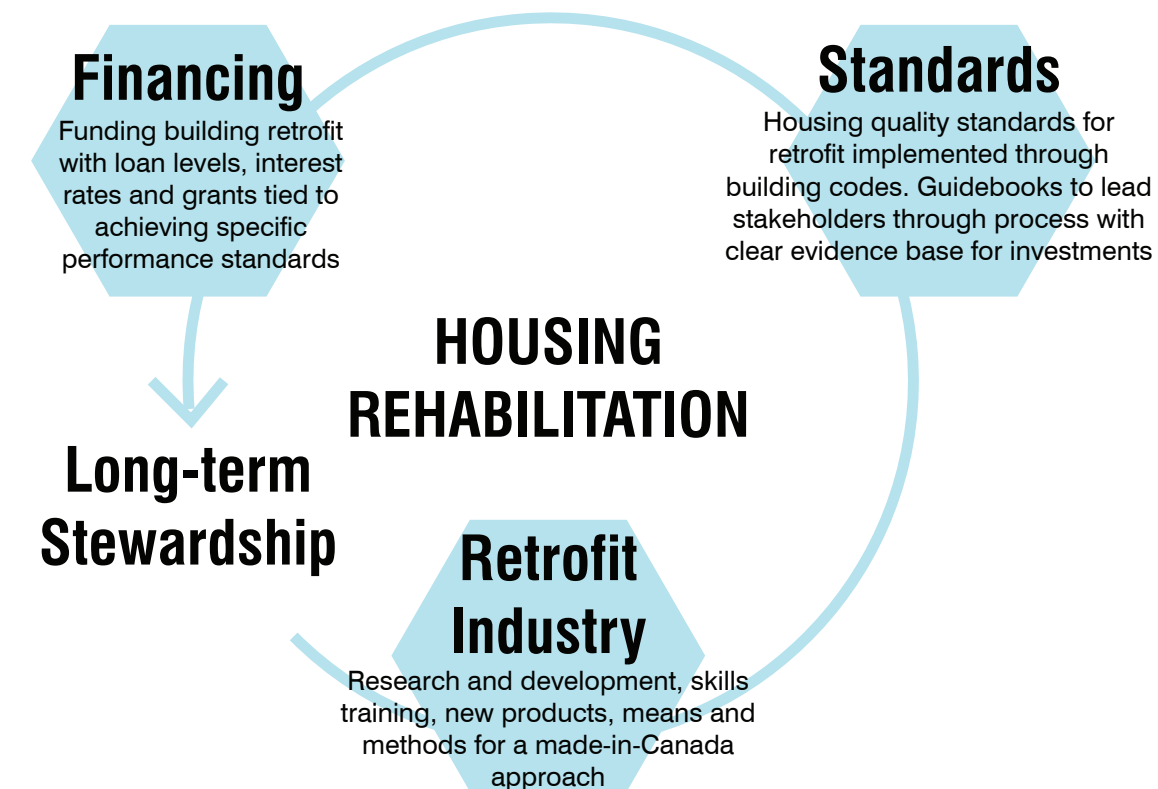 Financing
Funding building retrofit
with loan levels, interest
rates and grants tied to
achieving specific
performance standards
Standards
Housing quality standards for
retrofit implemented through
building codes. Guidebooks to lead
stakeholders through process with
clear evidence base for investments
HOUSING
REHABILITATION
Long-term
Stewardship
Retrofit
Industry
Research and development, skills
training, new products, means and
methods for a made-in-Canada
approach